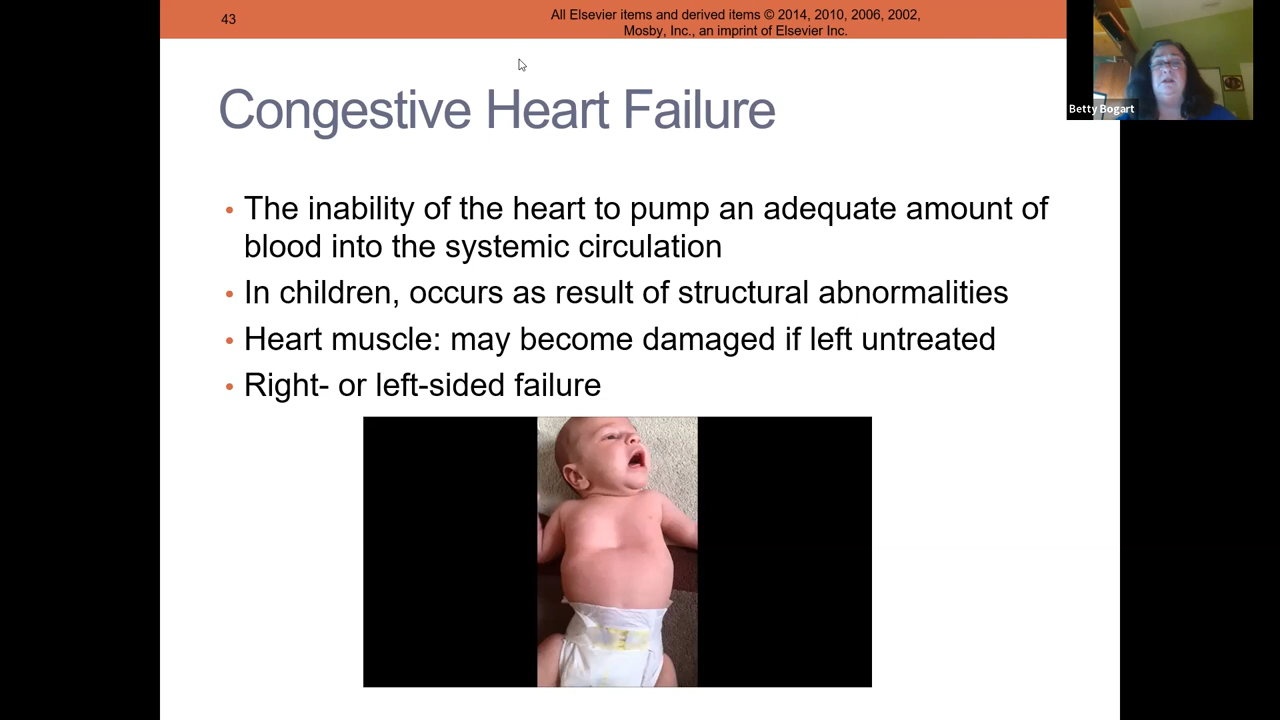 43
All Elsevier items and derived items © 2014, 2010, 2006, 2002,
Mosby, Inc., an imprint of Elsevier Inc.
Betty Bogart
Congestive Heart Failure
• The inability of the heart to pump an adequate amount of
blood into the systemic circulation
• In children, occurs as result of structural abnormalities
• Heart muscle: may become damaged if left untreated
• Right- or left-sided failure